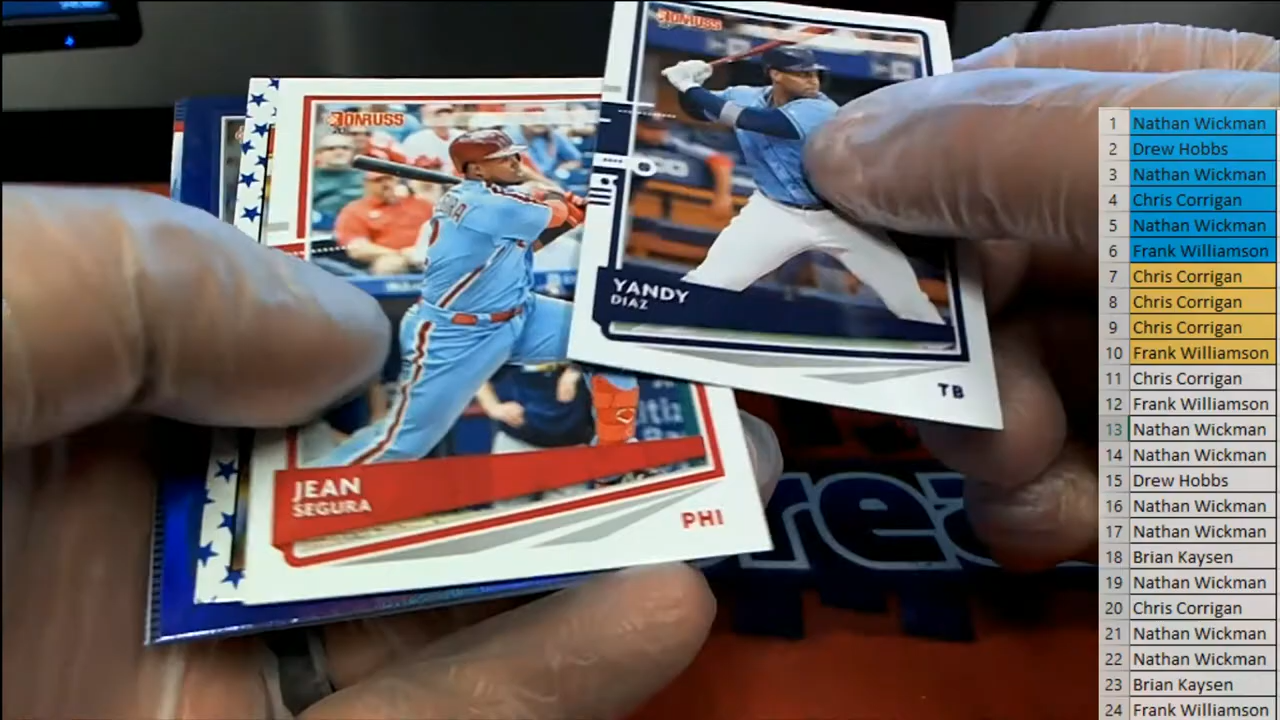 DONRUSS
YANDY
DIAZ
TB
DONRUSS
20
JEAN
SEGURA
PHI
rea
1 Nathan Wickman
2 Drew Hobbs
3 Nathan Wickman
4 Chris Corrigan
5 Nathan Wickman
6 Frank Williamson
7 Chris Corrigan
8 Chris Corrigan
9 Chris Corrigan
10 Frank Williamson
11 Chris Corrigan
12 Frank Williamson
13 Nathan Wickman
14 Nathan Wickman
15 Drew Hobbs
16 Nathan Wickman
17 Nathan Wickman
18 Brian Kaysen
19 Nathan Wickman
20 Chris Corrigan
21 Nathan Wickman
22 Nathan Wickman
23 Brian Kaysen
24 Frank Williamson